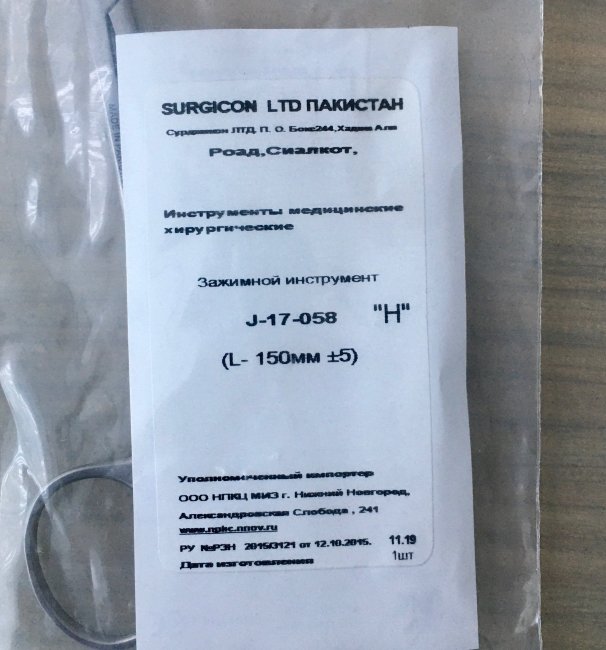 SURGICON LTD ПАКИСТАН
Сурджикон ЛТД. П. О. Бокс244,Хадим Али
Роад,Сиалкот,
Инструменты медицинские
хирургические
Зажимной инструмент
J-17-058 "Н"
(L- 150мм ±5)
Уполномоченный импортер
ООО НПКЦ МИЗ г. Нижний Новгород,
Александровская Слобода , 241
www.npkc.nnov.ru
РУ №РЗН 2015/3121 от 12.10.2015. 11.19
Дата изготовления 1шт